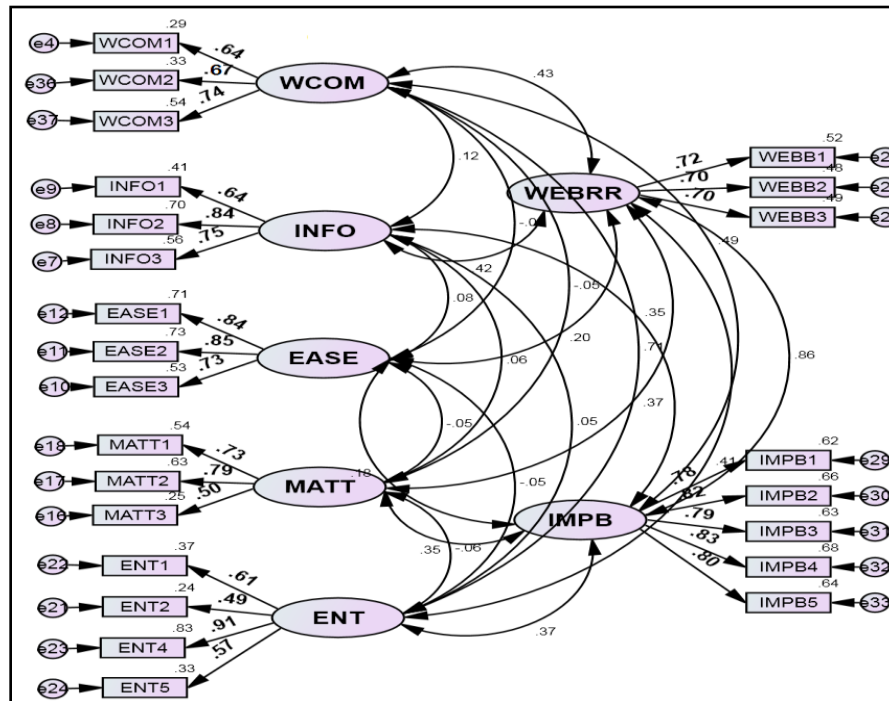 .29
e4 WCOM1 .64
.33
e36 WCOM2 .67 WCOM .43
.54
e37 WCOM3 .74
.12
.52
.72 WEBB1 e2
.48
.70 WEBB2 e2
.49
.70 WEBB3 e2
WEBRR
.41
e9 INFO1 .64
.70
e8 INFO2 .84 INFO
.56
e7 INFO3 .75
.42 -.05 .49
.08 .20 .35 .71
.71
e12 EASE1 .84
.73
e11 EASE2 .85 EASE
.53
e10 EASE3 .73
.06 .37 .86
-.05 .05
.54
e18 MATT1 .73
.63
e17 MATT2 .79 MATT .18 -.05
.25
e16 MATT3 .50
.62
.41 .78 IMPB1 e29
.66
.82 IMPB2 e30
.63
IMPB .79 IMPB3 e31
.68
.83 IMPB4 e32
.64
.80 IMPB5 e33
.35 -.06
.37
e22 ENT1 .61
.24
e21 ENT2 .49 ENT
.83
e23 ENT4 .91 .37
.33
e24 ENT5 .57